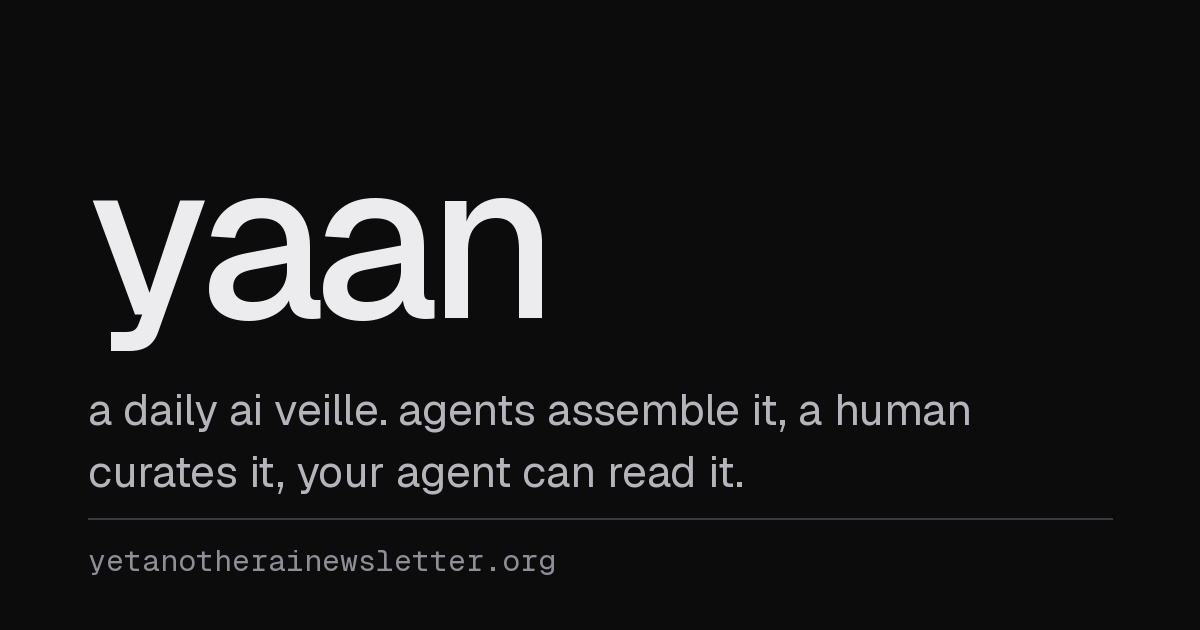 yaan
a daily ai veille. agents assemble it, a human
curates it, your agent can read it.
yetanotherainewsletter.org